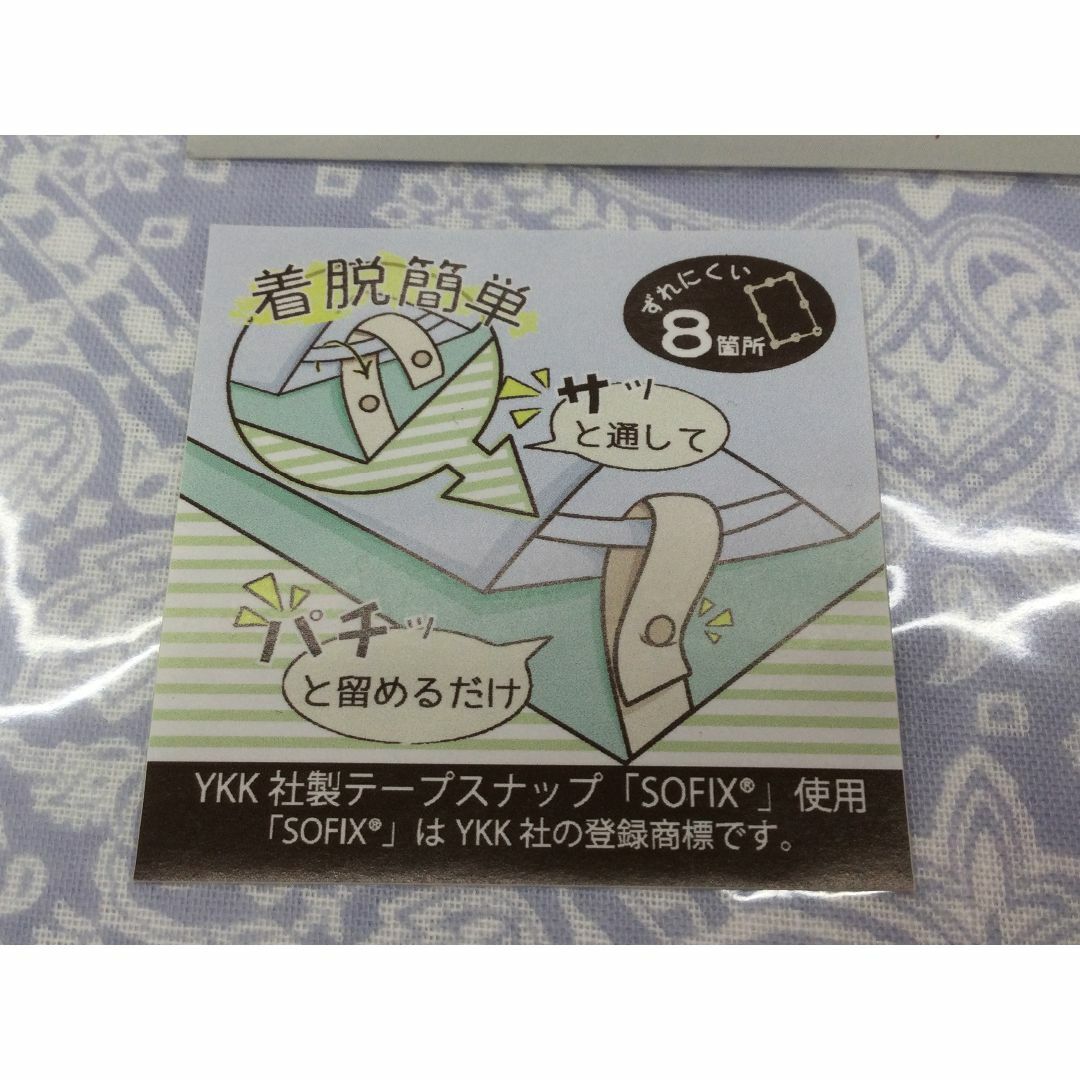 着脱簡単
ずれにくい
8箇所
サッ
と通して
パチッ
と留めるだけ
YKK 社製テープスナップ「SOFIX®」使用
「SOFIX®」は YKK 社の登録商標です。